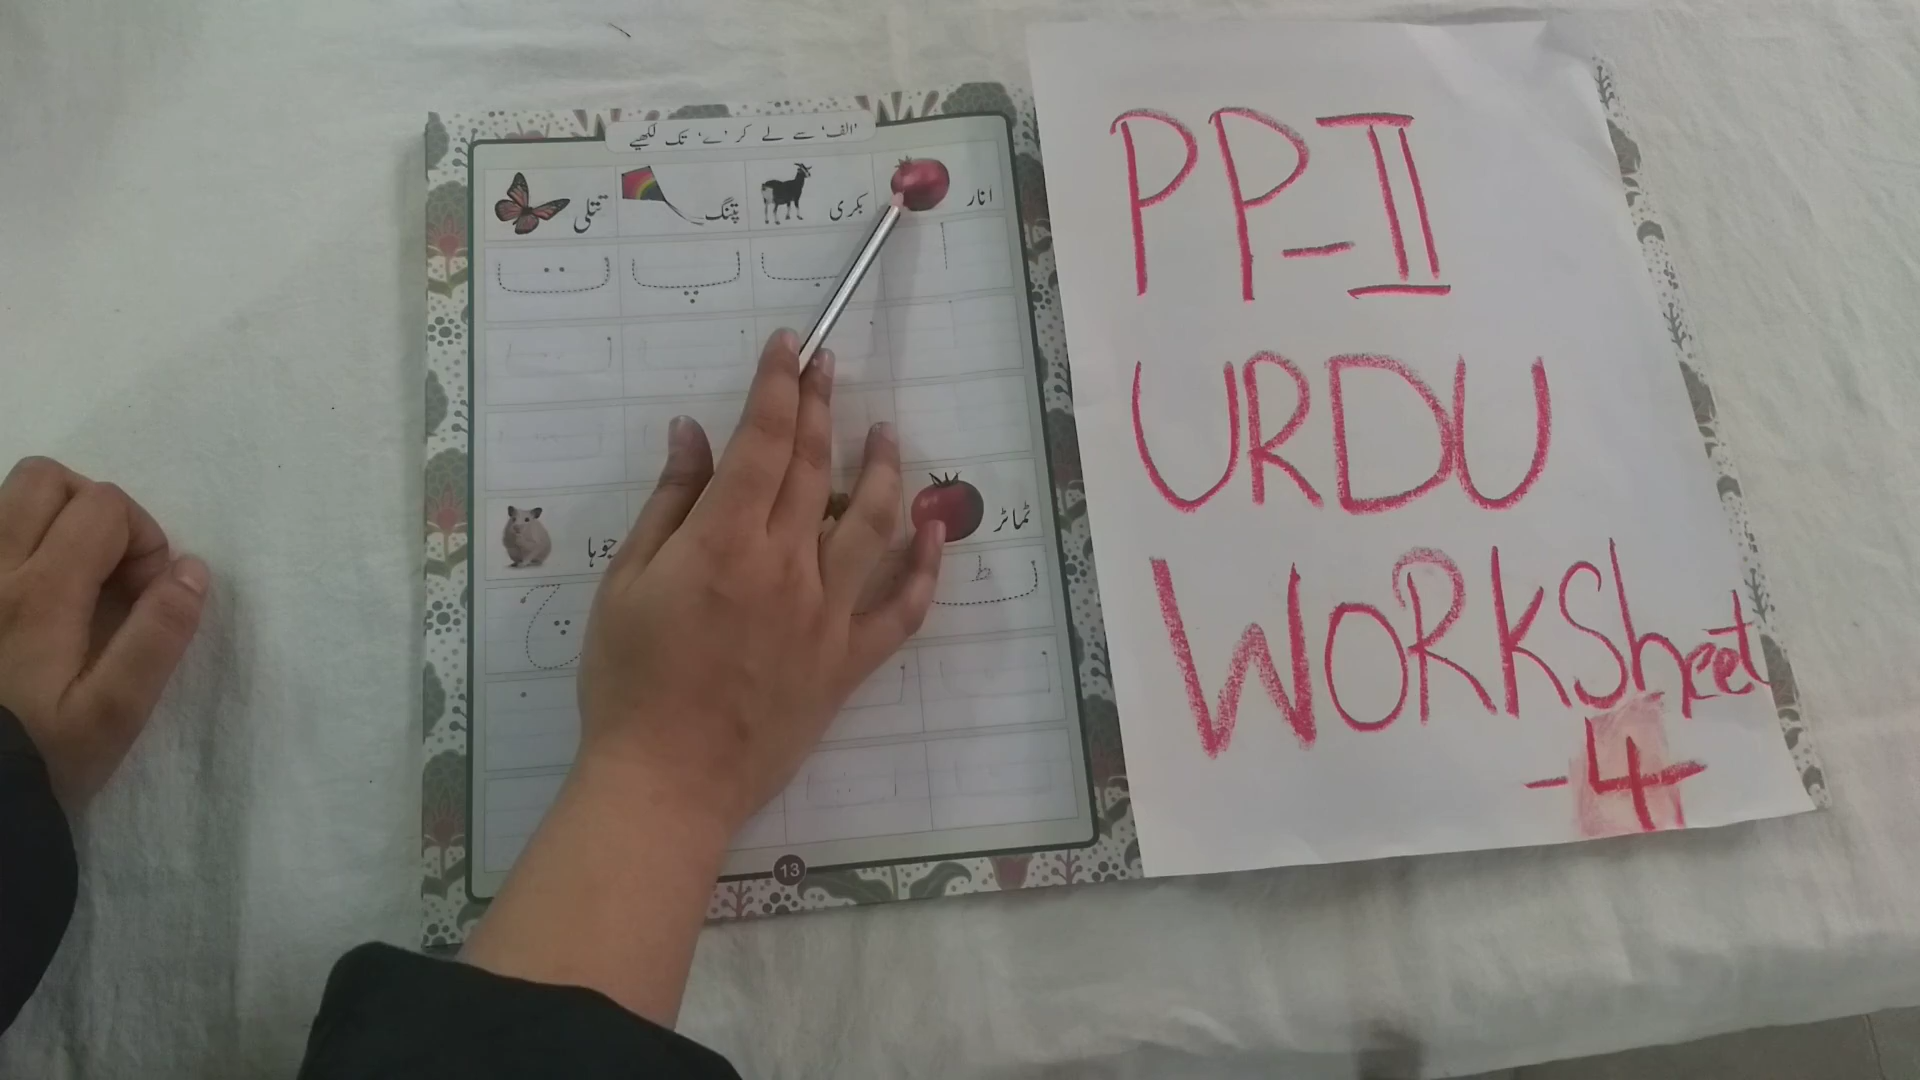 'الف' سے لے کر 'ے' تک لکھیے
انار بکری پتنگ تتلی
ا ب پ ت
ٹماٹر چوہا
ٹ چ
13
PP-II
URDU
WORKSheet
-4-